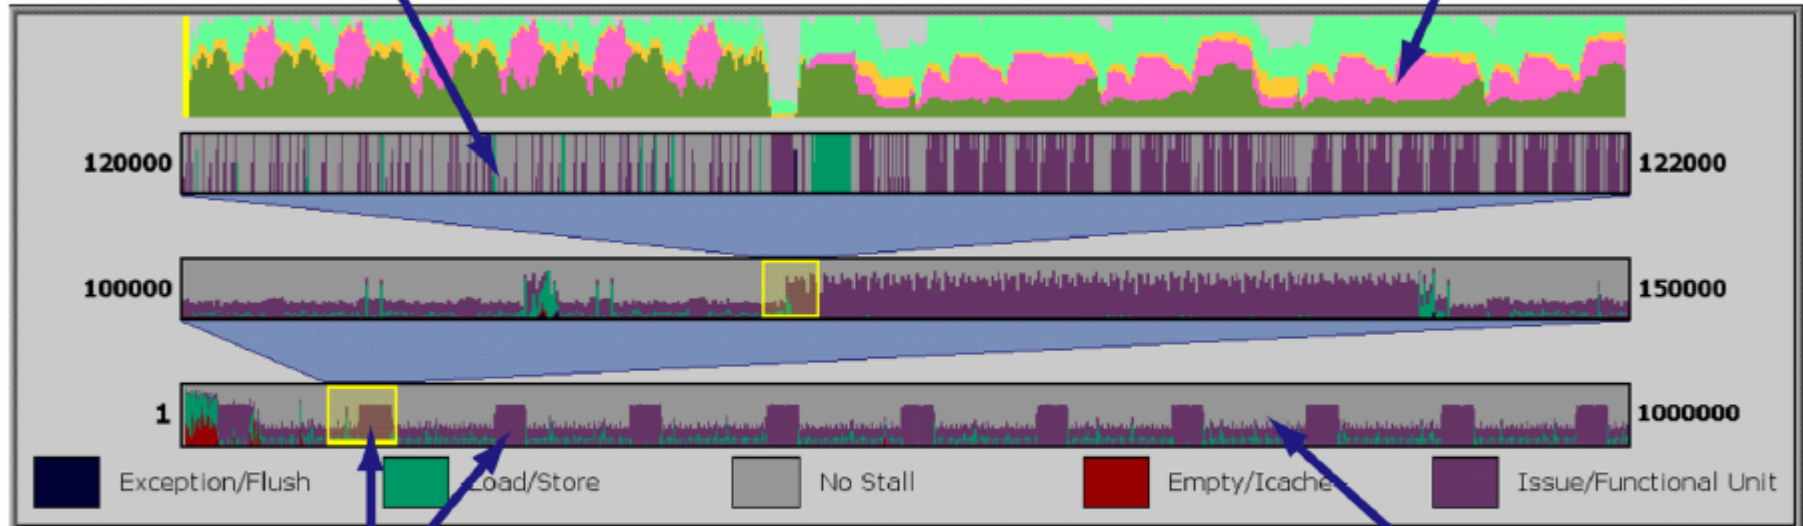 120000 122000
100000 150000
1 1000000
Exception/Flush Load/Store No Stall Empty/Icache Issue/Functional Unit